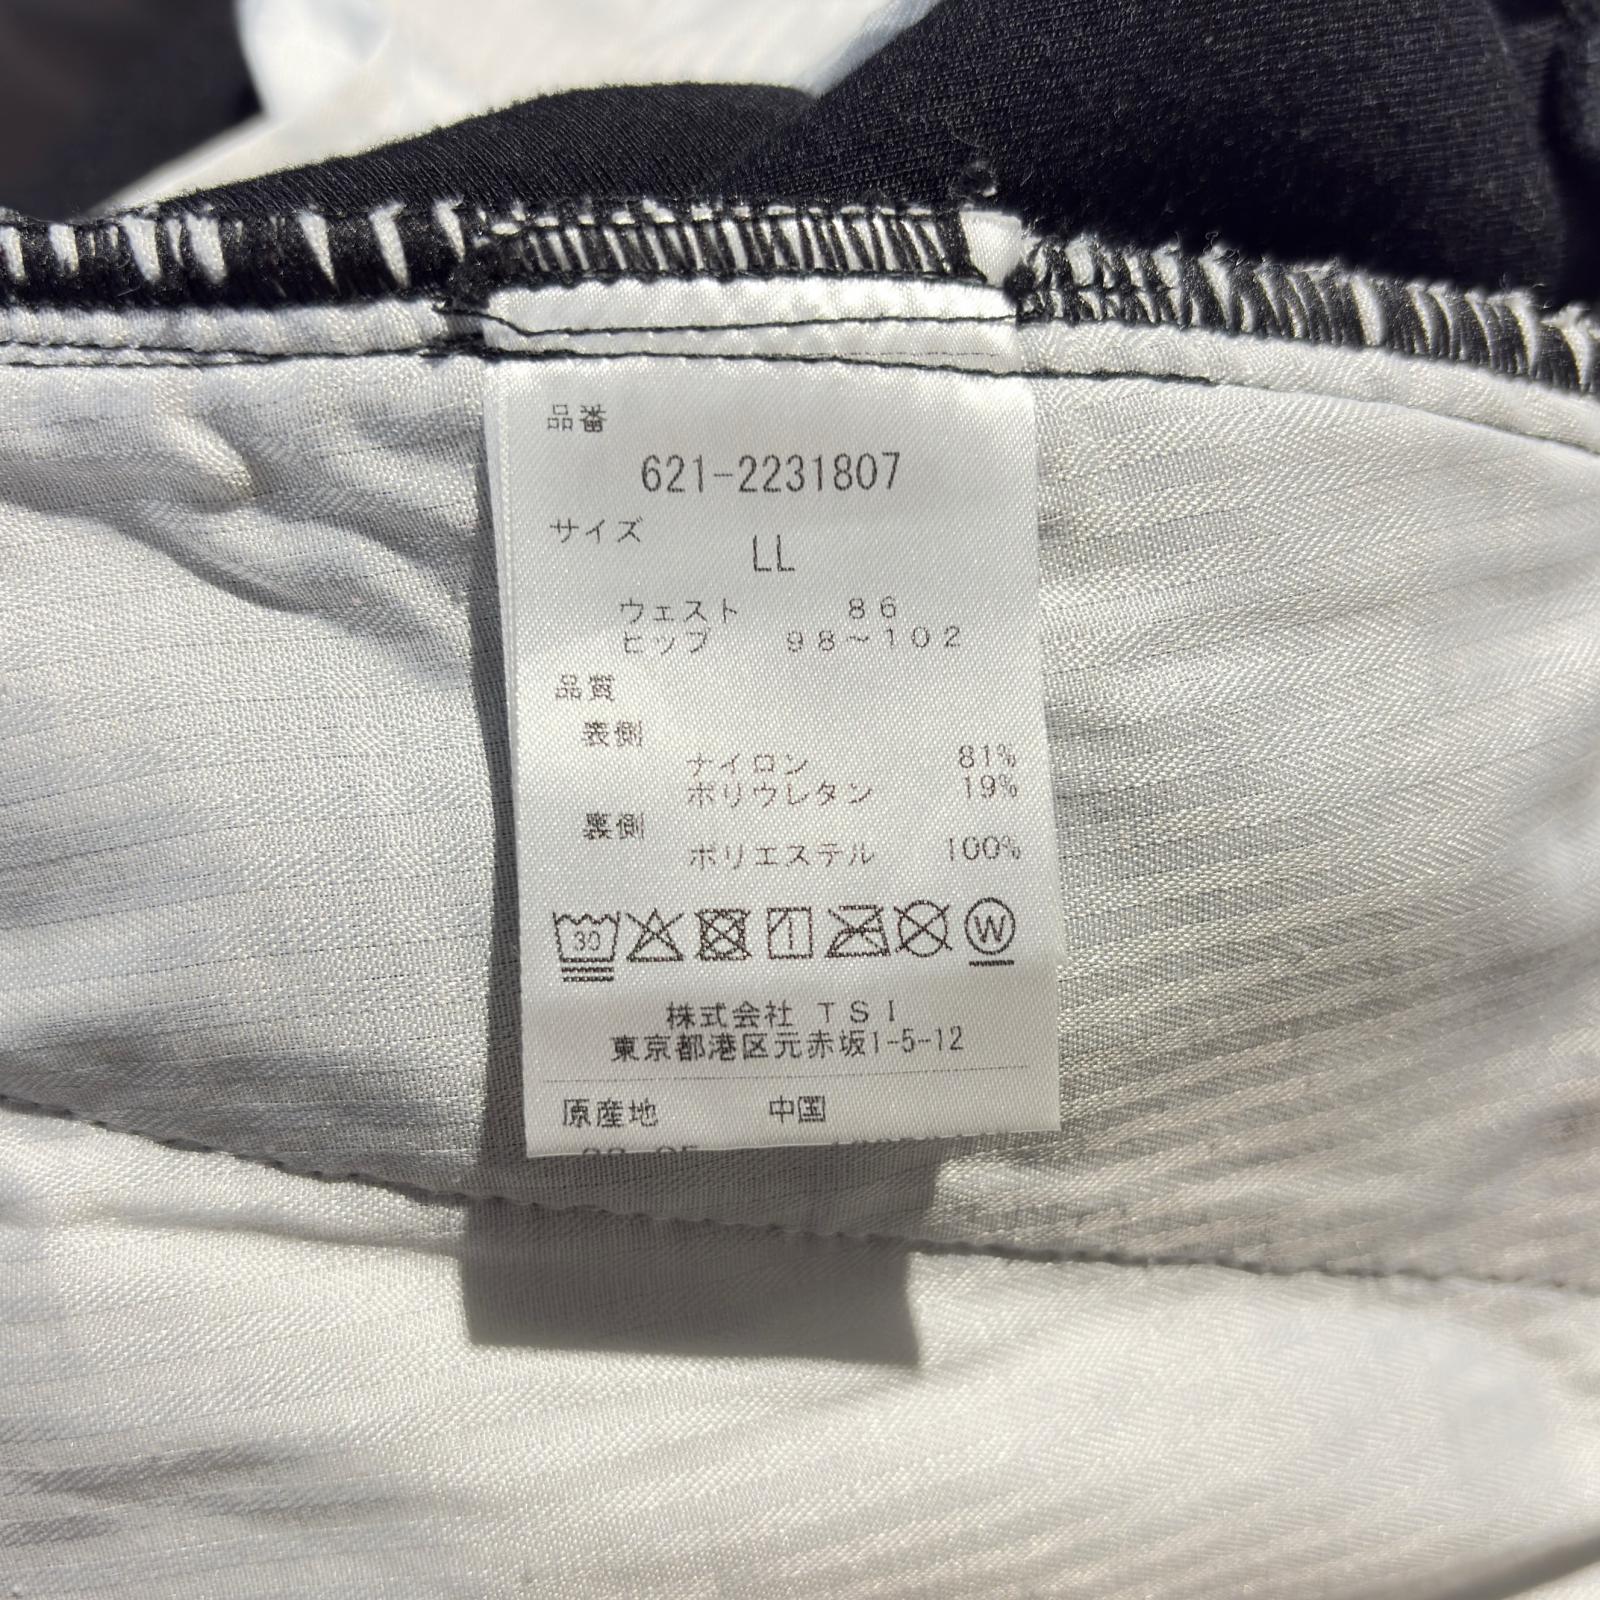 品番
621-2231807
サイズ
LL
ウェスト 86
ヒップ 98～102
品質
表側
ナイロン 81%
ポリウレタン 19%
裏側
ポリエステル 100%
30 W
株式会社 TSI
東京都港区元赤坂1-5-12
原産地 中国